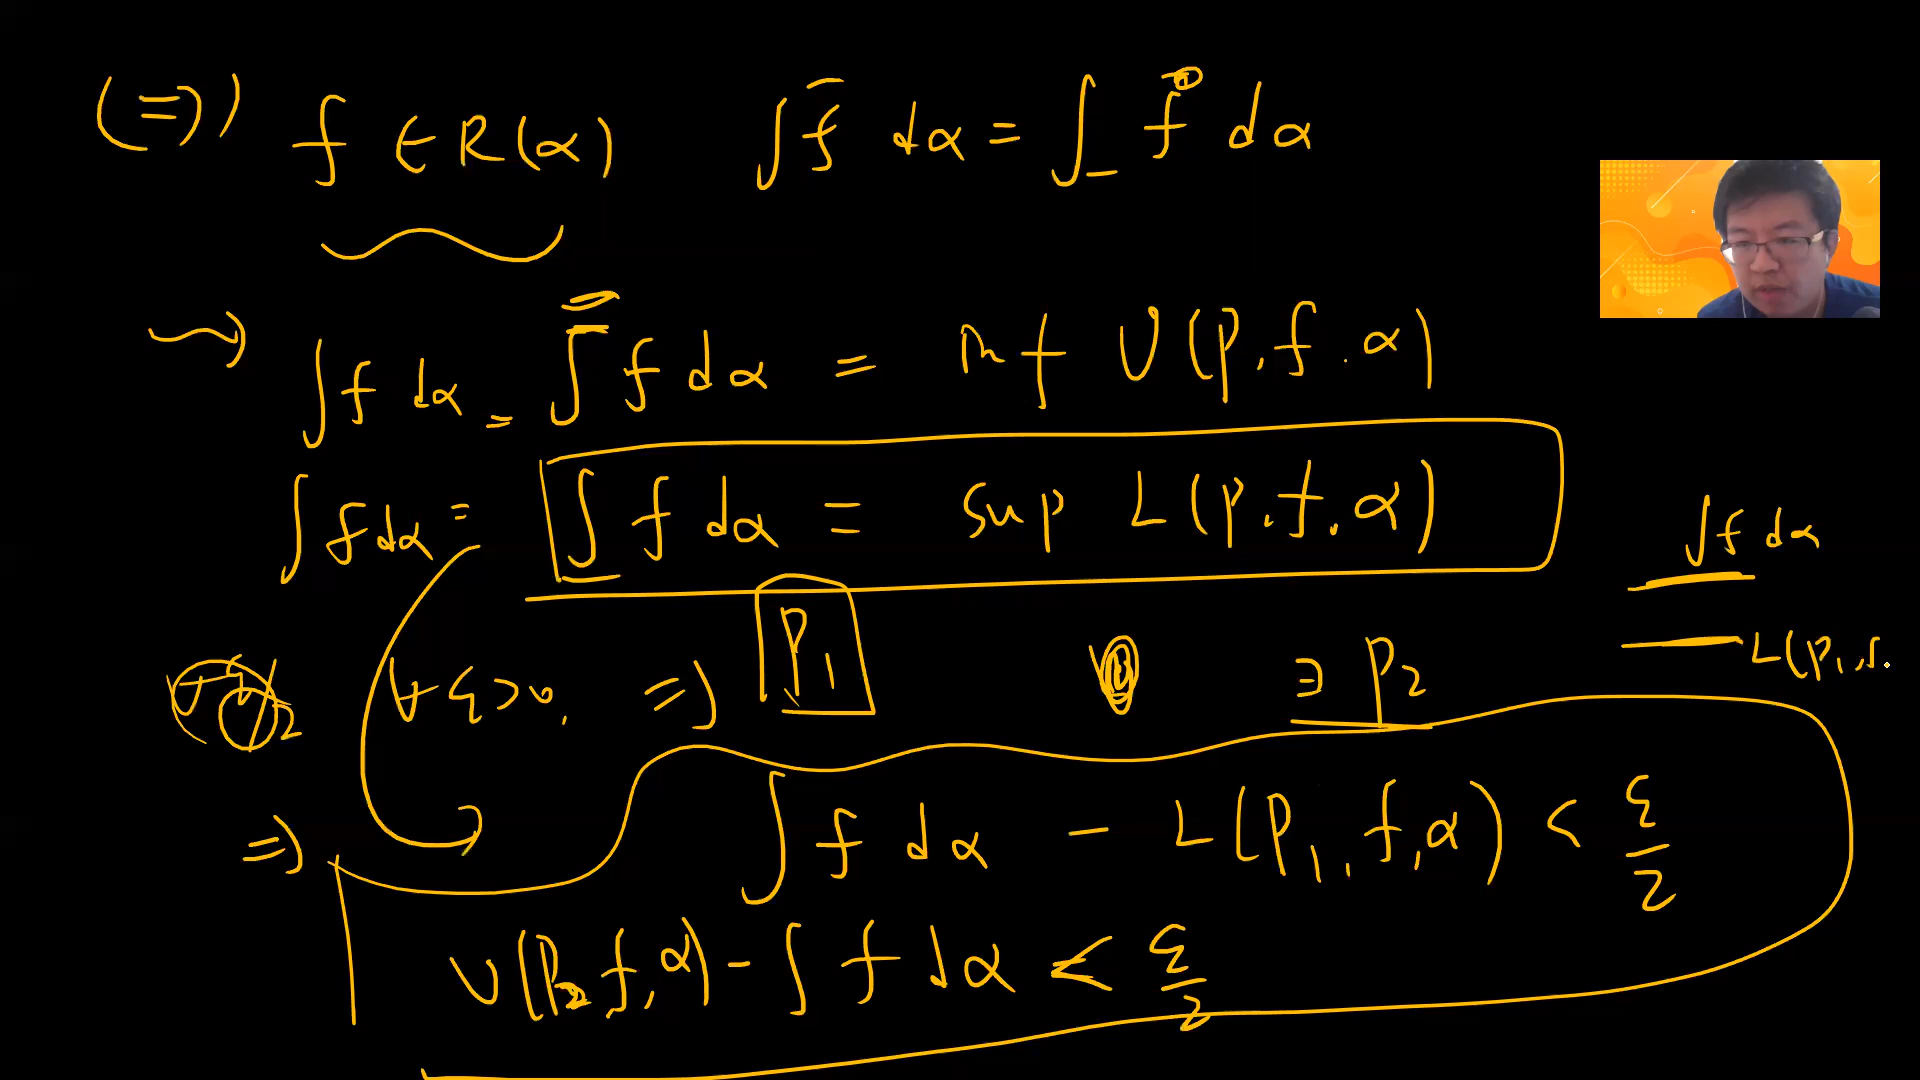 (⇒) f ∈ R(α) ∫ f̄ dα = ∫_ f dα
⇝ ∫ f dα = ∫̄ f dα = inf U(P, f, α)
∫ f dα = ∫_ f dα = sup L(P, f, α)
∫ f dα
∀ ε > 0, ⇒ P₁ ∃ P₂
L(P₁, f.
⇒ ∫ f dα − L(P₁, f, α) < ε/2
U(P₂ f, α) − ∫ f dα < ε/2